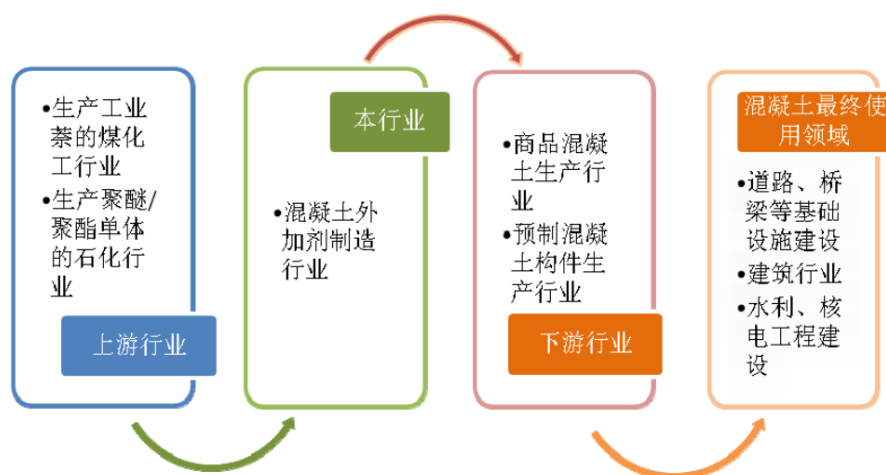 •生产工业
萘的煤化
工行业
•生产聚醚/
聚酯单体
的石化行
业
上游行业
本行业
•混凝土外
加剂制造
行业
•商品混凝
土生产行
业
•预制混凝
土构件生
产行业
下游行业
混凝土最终使
用领域
•道路、桥
梁等基础
设施建设
•建筑行业
•水利、核
电工程建
设